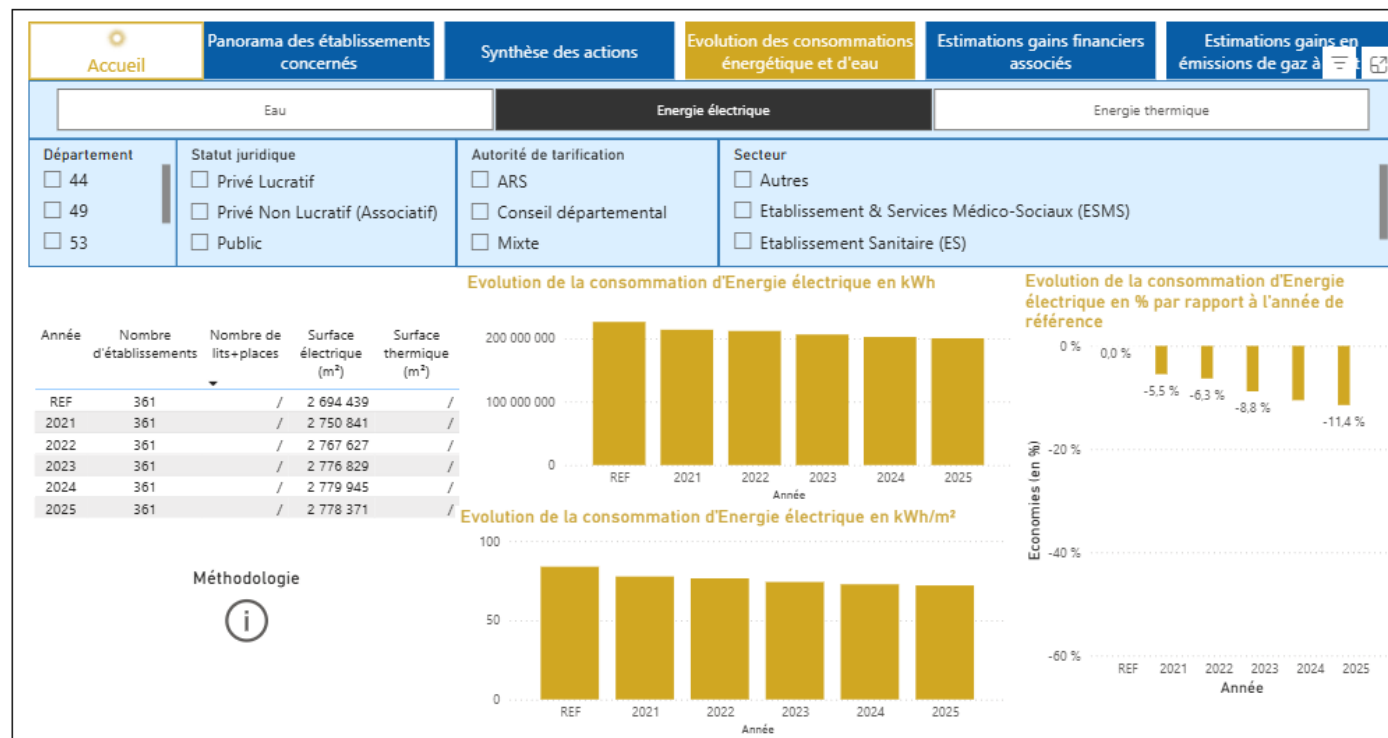 Accueil
Panorama des établissements
concernés
Synthèse des actions
Evolution des consommations
énergétique et d'eau
Estimations gains financiers
associés
Estimations gains en
émissions de gaz à
Eau
Energie électrique
Energie thermique
Département
44
49
53
Statut juridique
Privé Lucratif
Privé Non Lucratif (Associatif)
Public
Autorité de tarification
ARS
Conseil départemental
Mixte
Secteur
Autres
Etablissement & Services Médico-Sociaux (ESMS)
Etablissement Sanitaire (ES)
Année Nombre d'établissements Nombre de lits+places Surface électrique (m²) Surface thermique (m²)
REF 361 / 2 694 439 /
2021 361 / 2 750 841 /
2022 361 / 2 767 627 /
2023 361 / 2 776 829 /
2024 361 / 2 779 945 /
2025 361 / 2 778 371 /
Méthodologie
i
Evolution de la consommation d'Energie électrique en kWh
200 000 000
100 000 000
0
REF 2021 2022 2023 2024 2025
Année
Evolution de la consommation d'Energie électrique en kWh/m²
100
50
0
REF 2021 2022 2023 2024 2025
Année
Evolution de la consommation d'Energie
électrique en % par rapport à l'année de
référence
0 %
0,0 %
-5,5 % -6,3 % -8,8 % -11,4 %
-20 %
-40 %
-60 %
Economies (en %)
REF 2021 2022 2023 2024 2025
Année